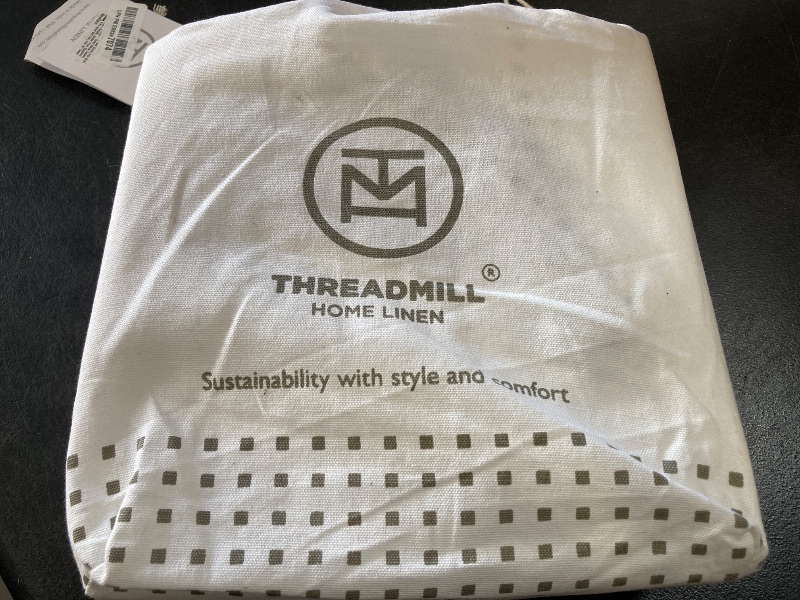 THREADMILL®
HOME LINEN
Sustainability with style and comfort